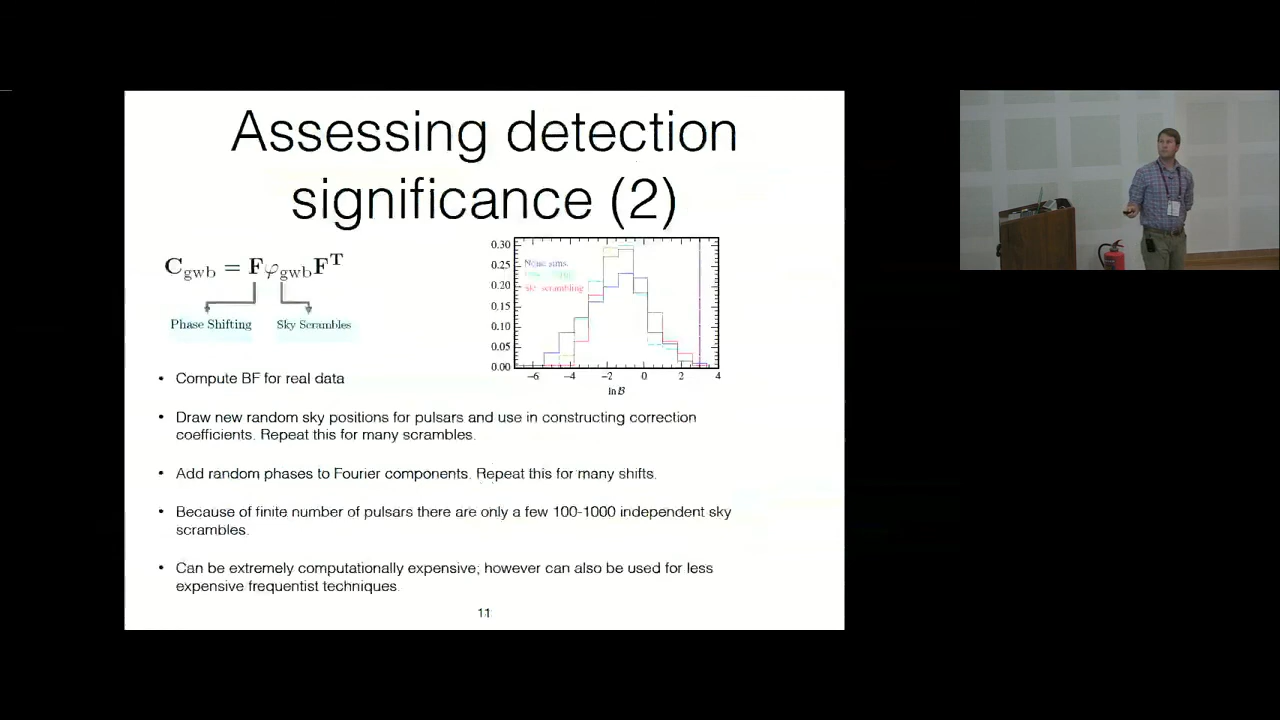 Assessing detection
significance (2)
C_gwb = Fφ_gwbF^T
Phase Shifting
Sky Scrambles
0.30
0.25
0.20
0.15
0.10
0.05
0.00
Noise sims.
Sky scrambling
−6 −4 −2 0 2 4
ln B
• Compute BF for real data
• Draw new random sky positions for pulsars and use in constructing correction
coefficients. Repeat this for many scrambles.
• Add random phases to Fourier components. Repeat this for many shifts.
• Because of finite number of pulsars there are only a few 100-1000 independent sky
scrambles.
• Can be extremely computationally expensive; however can also be used for less
expensive frequentist techniques.
11